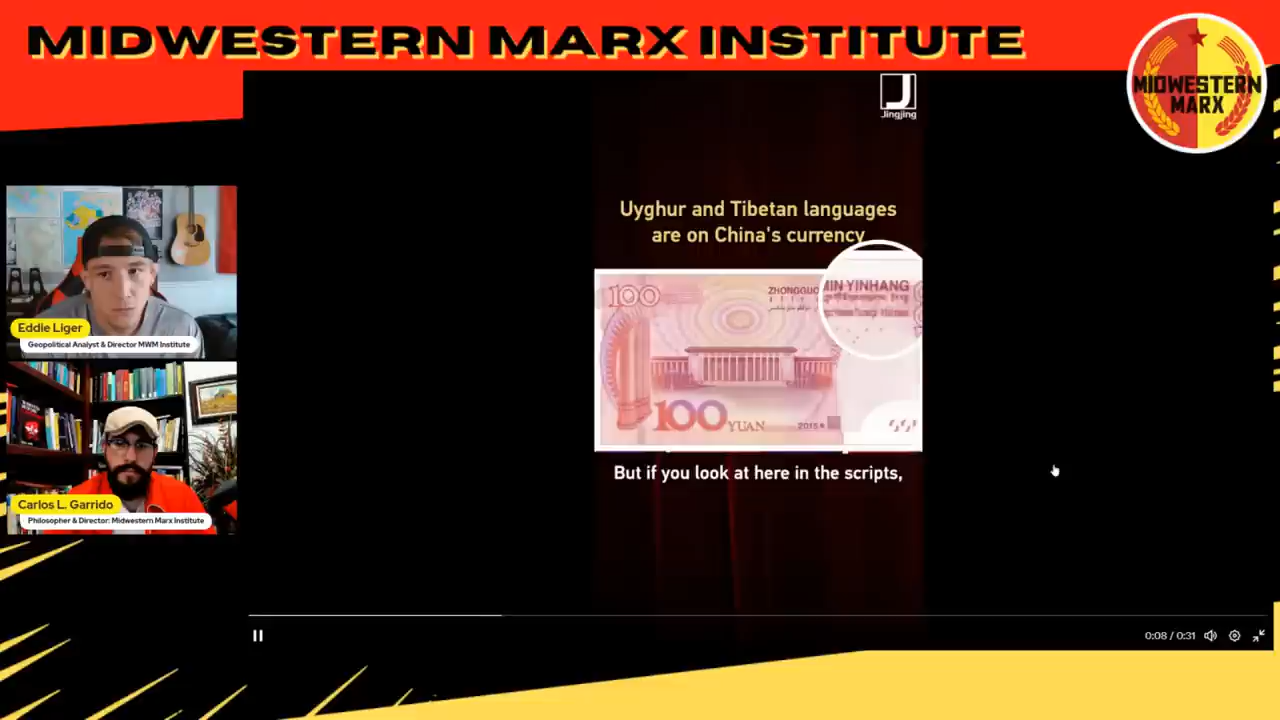 MIDWESTERN MARX INSTITUTE
MIDWESTERN
MARX
Jingjing
Uyghur and Tibetan languages
are on China's currency
100
ZHONGGUO
MIN YINHANG
100 YUAN
2015
But if you look at here in the scripts,
Eddie Liger
Geopolitical Analyst & Director MWM Institute
Carlos L. Garrido
Philosopher & Director: Midwestern Marx Institute
0:08 / 0:31